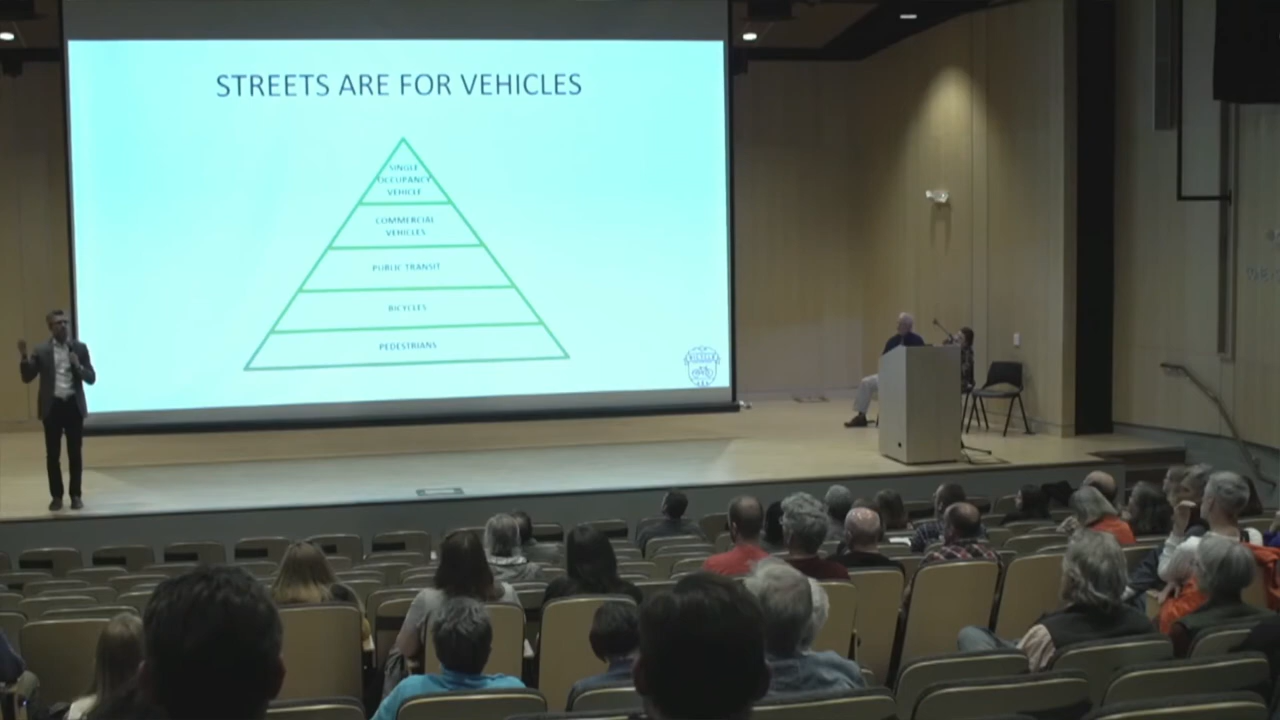 STREETS ARE FOR VEHICLES
SINGLE
OCCUPANCY
VEHICLE
COMMERCIAL
VEHICLES
PUBLIC TRANSIT
BICYCLES
PEDESTRIANS